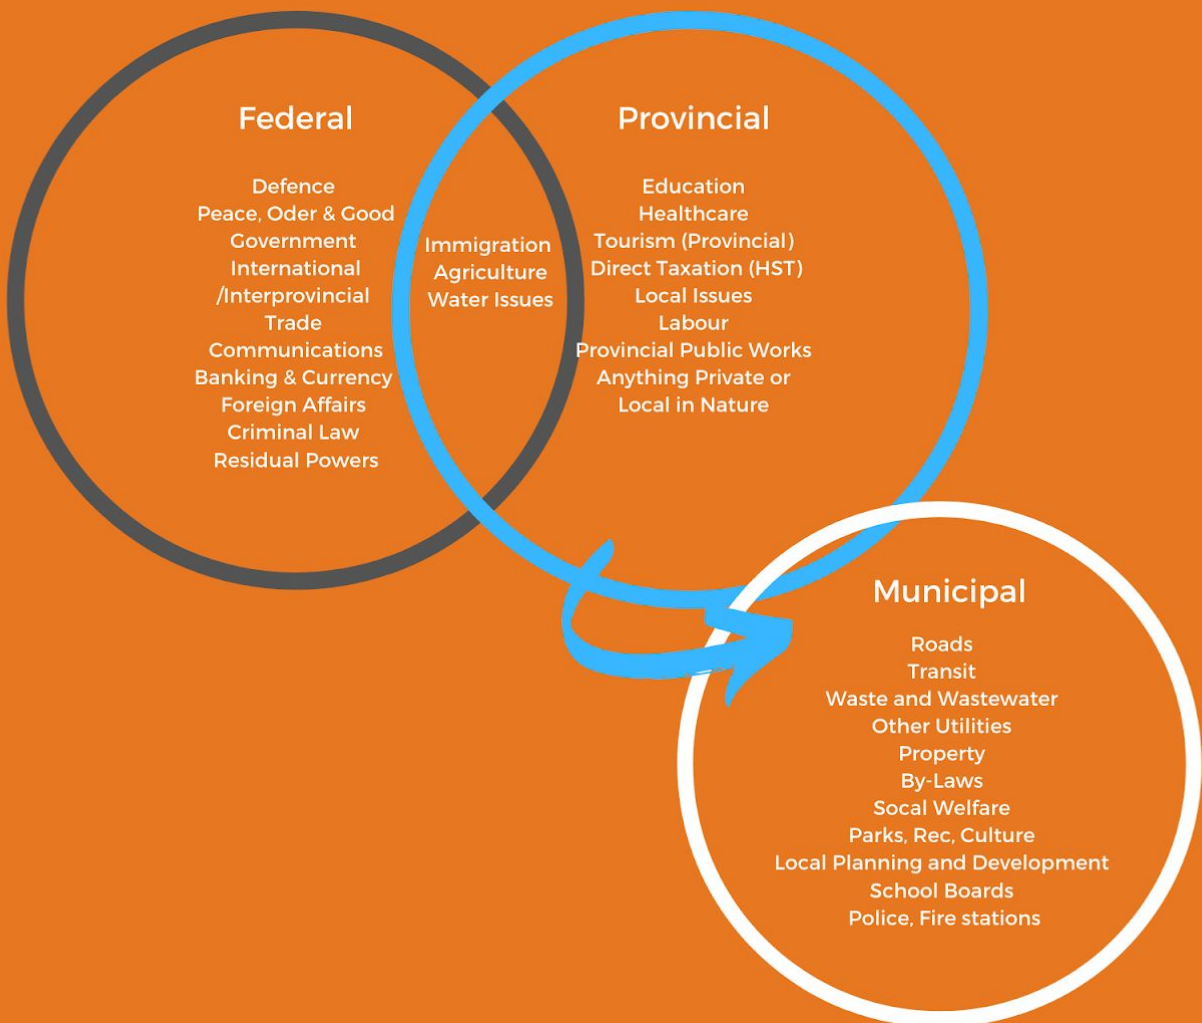 Federal
Defence
Peace, Oder & Good
Government
International
/Interprovincial
Trade
Communications
Banking & Currency
Foreign Affairs
Criminal Law
Residual Powers
Immigration
Agriculture
Water Issues
Provincial
Education
Healthcare
Tourism (Provincial)
Direct Taxation (HST)
Local Issues
Labour
Provincial Public Works
Anything Private or
Local in Nature
Municipal
Roads
Transit
Waste and Wastewater
Other Utilities
Property
By-Laws
Socal Welfare
Parks, Rec, Culture
Local Planning and Development
School Boards
Police, Fire stations